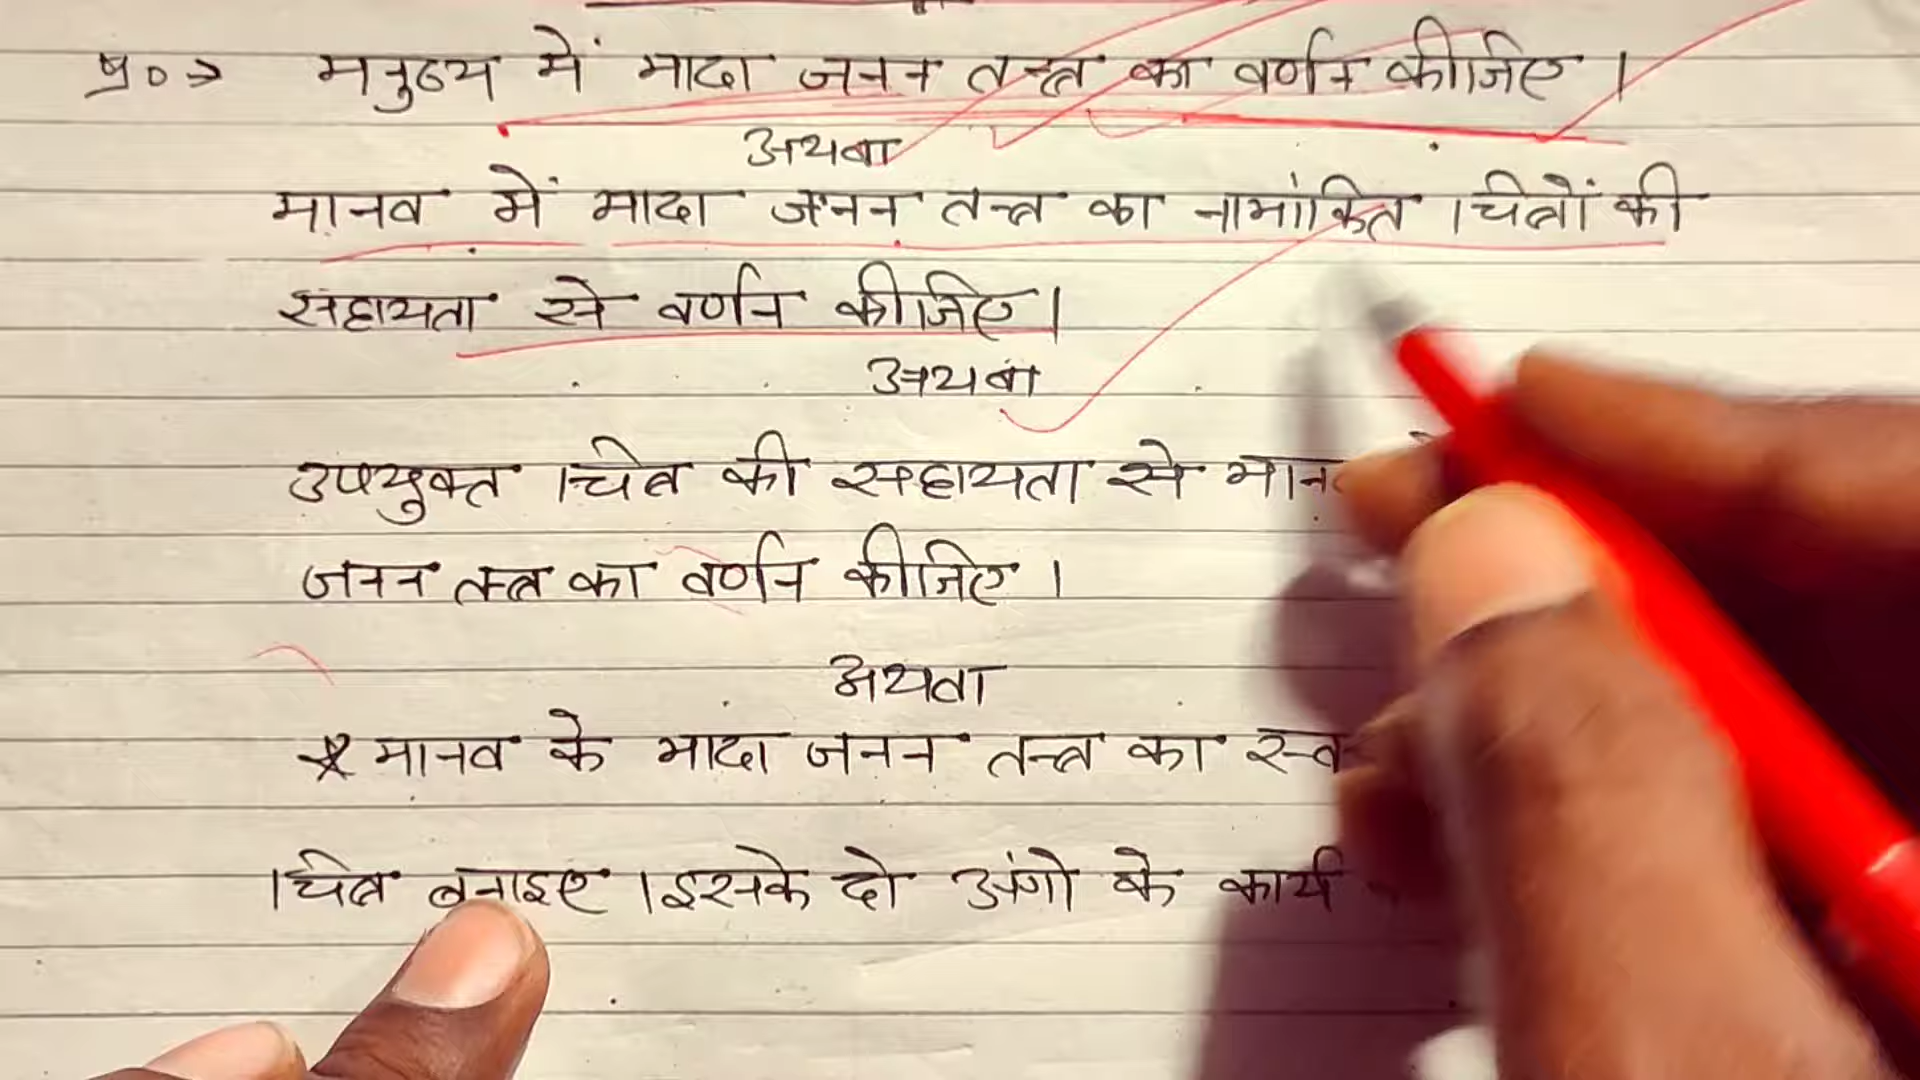 प्र० → मनुष्य में मादा जनन तन्त्र का वर्णन कीजिए ।
अथवा
मानव में मादा जनन तन्त्र का नामांकित चित्रों की
सहायता से वर्णन कीजिए।
अथवा
उपयुक्त चित्र की सहायता से
जनन तन्त्र का वर्णन कीजिए ।
अथवा
* मानव के मादा जनन तन्त्र का
चित्र बनाइए । इसके दो अंगो के कार्य